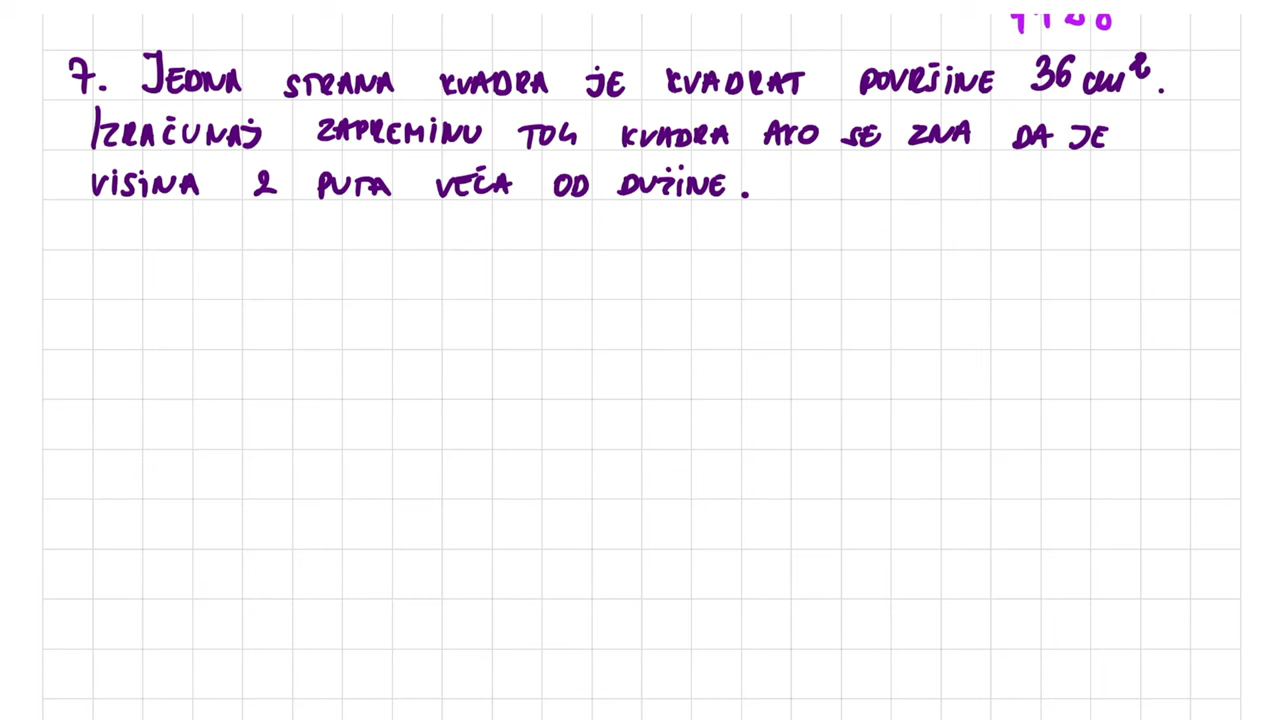 7. JEDNA STRANA KVADRA JE KVADRAT POVRŠINE 36 cm².
IZRAČUNAJ ZAPREMINU TOG KVADRA AKO SE ZNA DA JE
VISINA 2 PUTA VEĆA OD DUŽINE.